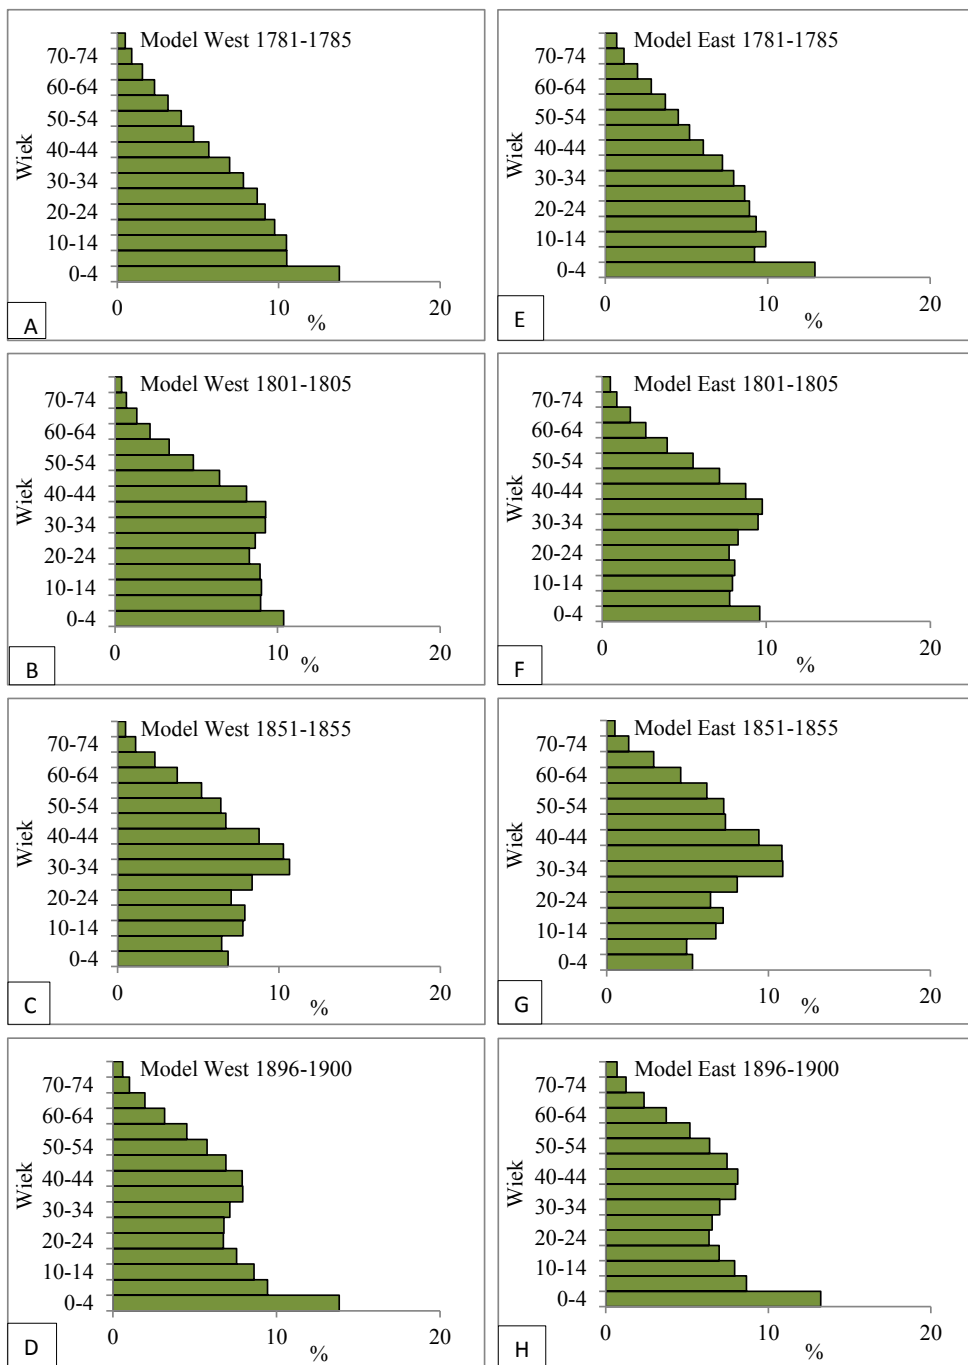 Model West 1781-1785
70-74
60-64
50-54
40-44
30-34
20-24
10-14
0-4
Wiek
0 10 20
%
A
Model East 1781-1785
70-74
60-64
50-54
40-44
30-34
20-24
10-14
0-4
Wiek
0 10 20
%
E
Model West 1801-1805
70-74
60-64
50-54
40-44
30-34
20-24
10-14
0-4
Wiek
0 10 20
%
B
Model East 1801-1805
70-74
60-64
50-54
40-44
30-34
20-24
10-14
0-4
Wiek
0 10 20
%
F
Model West 1851-1855
70-74
60-64
50-54
40-44
30-34
20-24
10-14
0-4
Wiek
0 10 20
%
C
Model East 1851-1855
70-74
60-64
50-54
40-44
30-34
20-24
10-14
0-4
Wiek
0 10 20
%
G
Model West 1896-1900
70-74
60-64
50-54
40-44
30-34
20-24
10-14
0-4
Wiek
0 10 20
%
D
Model East 1896-1900
70-74
60-64
50-54
40-44
30-34
20-24
10-14
0-4
Wiek
0 10 20
%
H